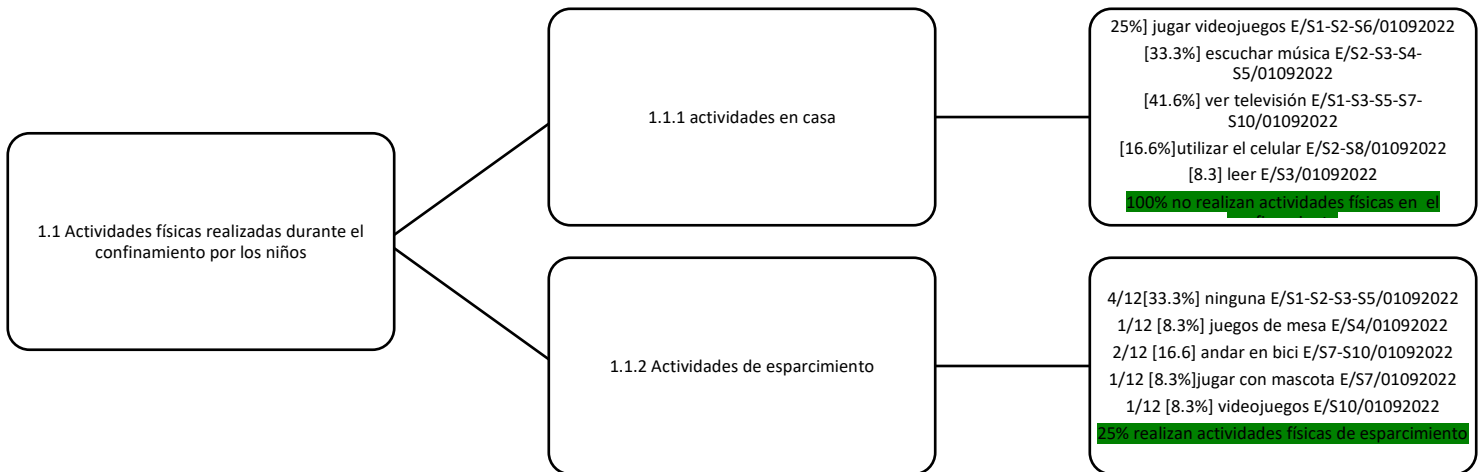 1.1 Actividades físicas realizadas durante el
confinamiento por los niños
1.1.1 actividades en casa
25%] jugar videojuegos E/S1-S2-S6/01092022
[33.3%] escuchar música E/S2-S3-S4-
S5/01092022
[41.6%] ver televisión E/S1-S3-S5-S7-
S10/01092022
[16.6%]utilizar el celular E/S2-S8/01092022
[8.3] leer E/S3/01092022
100% no realizan actividades físicas en el
1.1.2 Actividades de esparcimiento
4/12[33.3%] ninguna E/S1-S2-S3-S5/01092022
1/12 [8.3%] juegos de mesa E/S4/01092022
2/12 [16.6] andar en bici E/S7-S10/01092022
1/12 [8.3%]jugar con mascota E/S7/01092022
1/12 [8.3%] videojuegos E/S10/01092022
25% realizan actividades físicas de esparcimiento